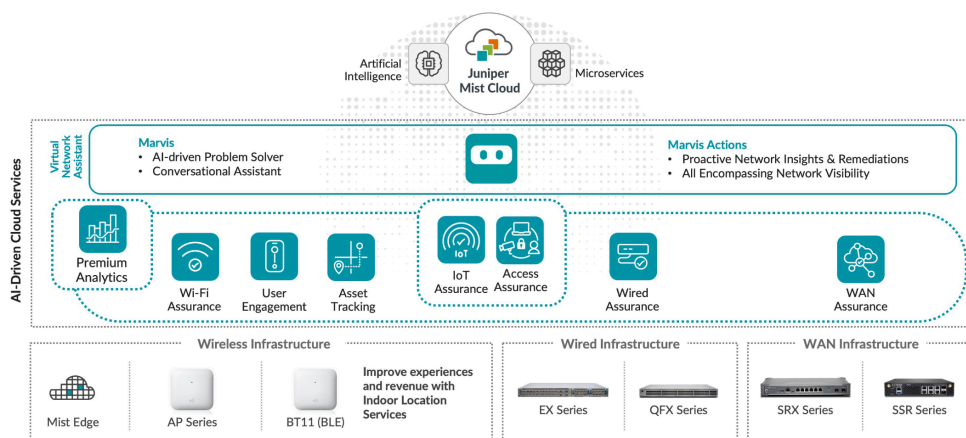 Artificial
Intelligence
Juniper
Mist Cloud
Microservices
AI-Driven Cloud Services
Virtual
Network
Assistant
Marvis
• AI-driven Problem Solver
• Conversational Assistant
Marvis Actions
• Proactive Network Insights & Remediations
• All Encompassing Network Visibility
Premium
Analytics
Wi-Fi
Assurance
User
Engagement
Asset
Tracking
IoT
IoT
Assurance
Access
Assurance
Wired
Assurance
WAN
Assurance
Wireless Infrastructure
Mist Edge
AP Series
BT11 (BLE)
Improve experiences
and revenue with
Indoor Location
Services
Wired Infrastructure
EX Series
QFX Series
WAN Infrastructure
SRX Series
SSR Series